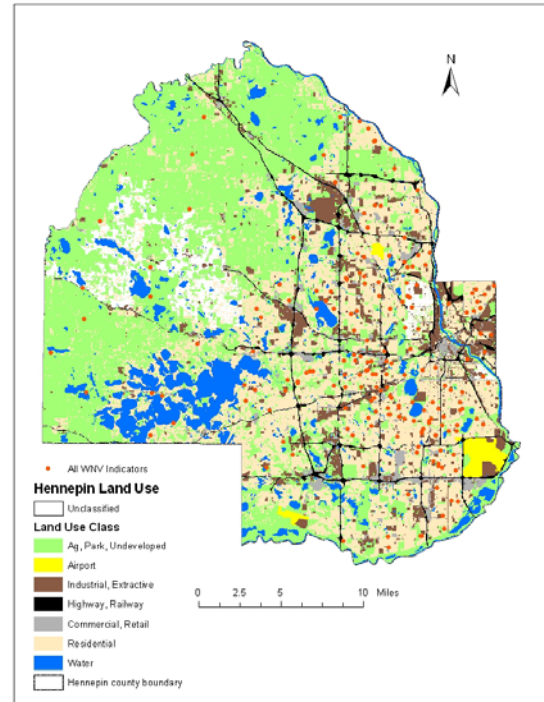 N
All WNV Indicators
Hennepin Land Use
Unclassified
Land Use Class
Ag, Park, Undeveloped
Airport
Industrial, Extractive
Highway, Railway
Commercial, Retail
Residential
Water
Hennepin county boundary
0 2.5 5 10 Miles